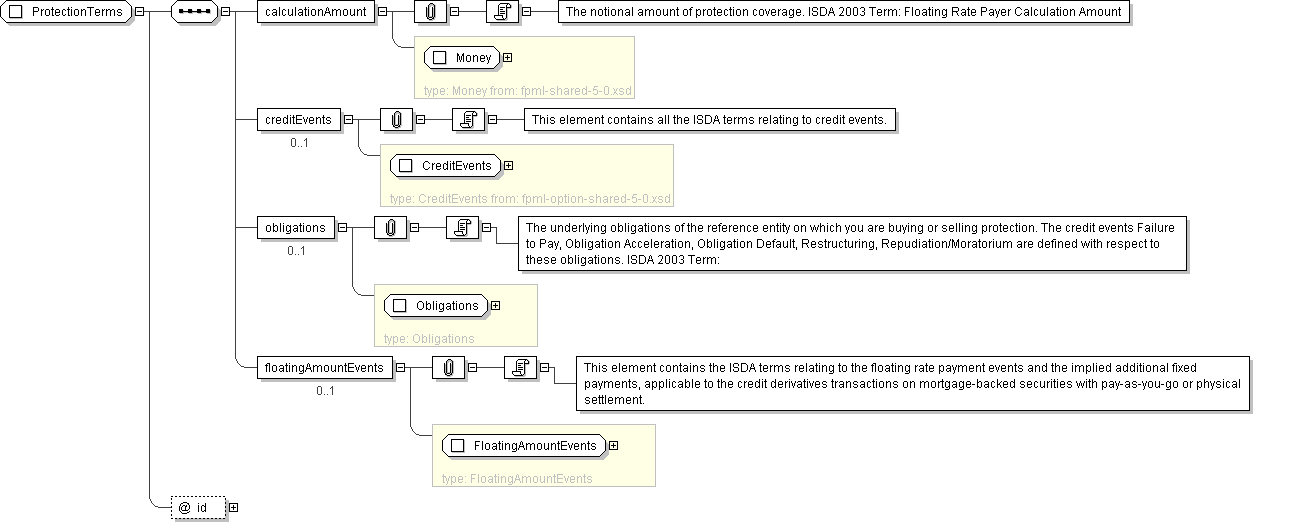 ProtectionTerms
calculationAmount
The notional amount of protection coverage. ISDA 2003 Term: Floating Rate Payer Calculation Amount
Money
type: Money from: fpml-shared-5-0.xsd
creditEvents
This element contains all the ISDA terms relating to credit events.
0..1
CreditEvents
type: CreditEvents from: fpml-option-shared-5-0.xsd
obligations
The underlying obligations of the reference entity on which you are buying or selling protection. The credit events Failure
to Pay, Obligation Acceleration, Obligation Default, Restructuring, Repudiation/Moratorium are defined with respect to
these obligations. ISDA 2003 Term:
0..1
Obligations
type: Obligations
floatingAmountEvents
This element contains the ISDA terms relating to the floating rate payment events and the implied additional fixed
payments, applicable to the credit derivatives transactions on mortgage-backed securities with pay-as-you-go or physical
settlement.
0..1
FloatingAmountEvents
type: FloatingAmountEvents
@ id